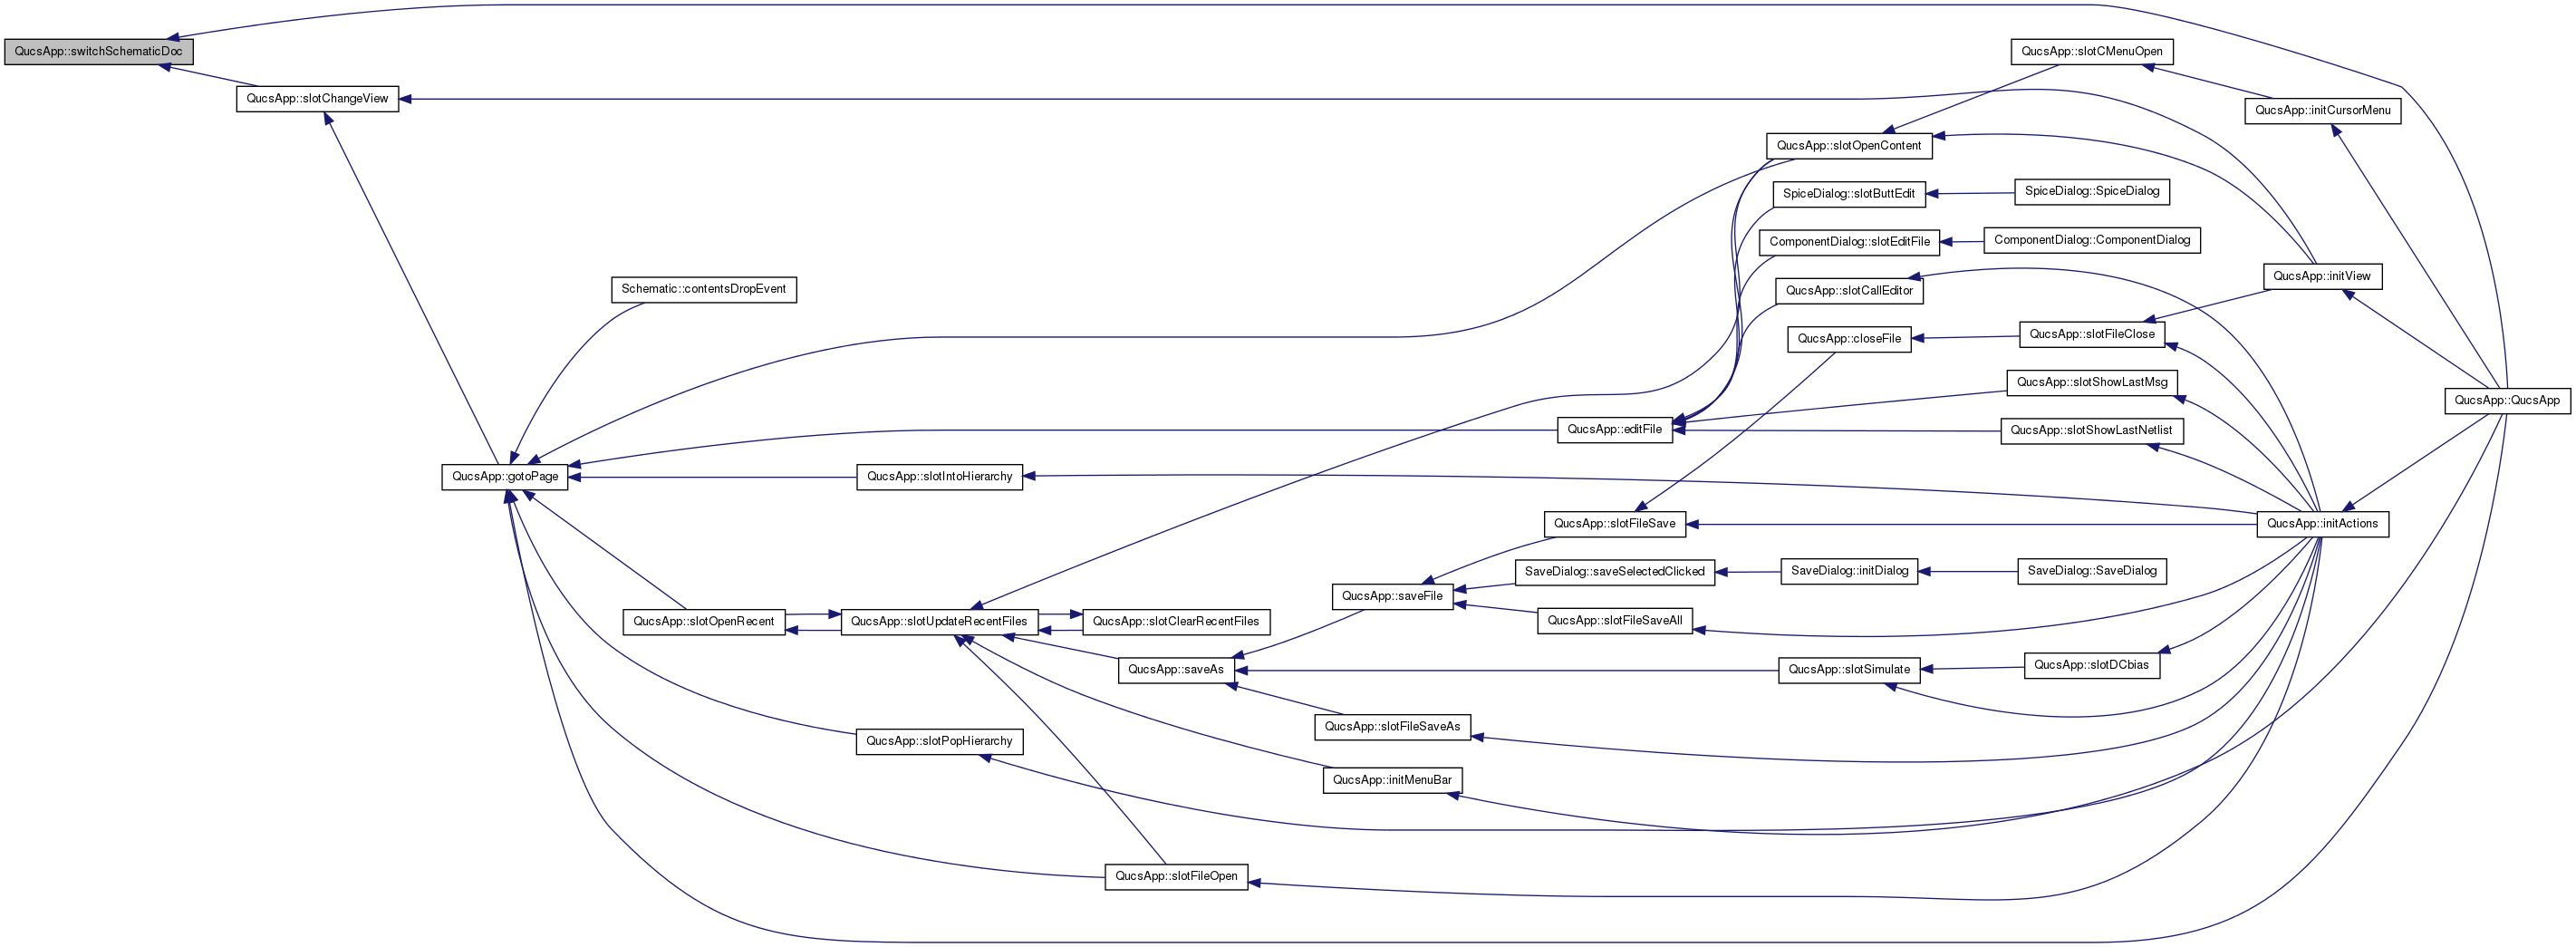 QucsApp::switchSchematicDoc
QucsApp::slotChangeView
QucsApp::gotoPage
Schematic::contentsDropEvent
QucsApp::slotOpenRecent
QucsApp::slotIntoHierarchy
QucsApp::editFile
QucsApp::slotUpdateRecentFiles
QucsApp::slotPopHierarchy
QucsApp::slotClearRecentFiles
QucsApp::saveAs
QucsApp::slotFileOpen
QucsApp::saveFile
QucsApp::slotFileSaveAs
QucsApp::initMenuBar
QucsApp::slotFileSave
SaveDialog::saveSelectedClicked
QucsApp::slotFileSaveAll
QucsApp::slotOpenContent
SpiceDialog::slotButtEdit
ComponentDialog::slotEditFile
QucsApp::slotCallEditor
QucsApp::closeFile
SaveDialog::initDialog
QucsApp::slotSimulate
QucsApp::slotCMenuOpen
SpiceDialog::SpiceDialog
ComponentDialog::ComponentDialog
QucsApp::slotFileClose
QucsApp::slotShowLastMsg
QucsApp::slotShowLastNetlist
SaveDialog::SaveDialog
QucsApp::slotDCbias
QucsApp::initCursorMenu
QucsApp::initView
QucsApp::initActions
QucsApp::QucsApp